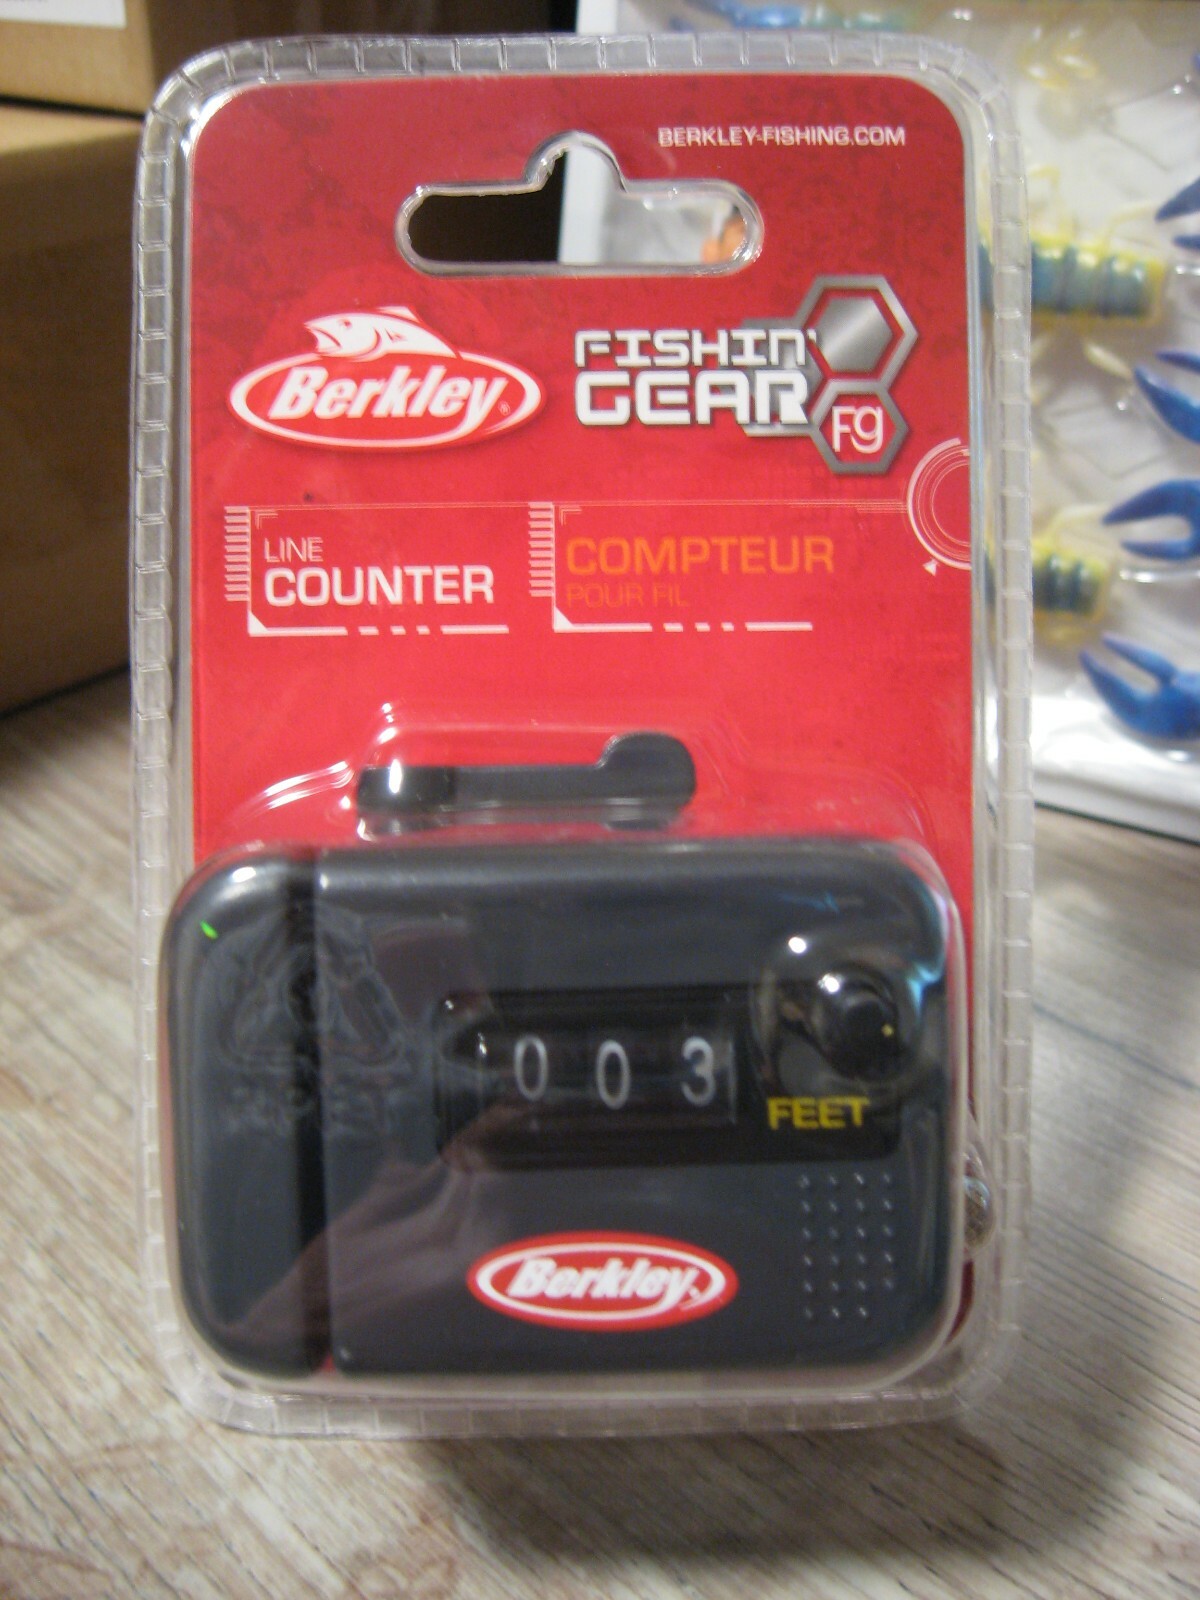 BERKLEY-FISHING.COM
Berkley®
FISHIN'
GEAR
Fg
LINE
COUNTER
COMPTEUR
POUR FIL
0 0 3
FEET
Berkley